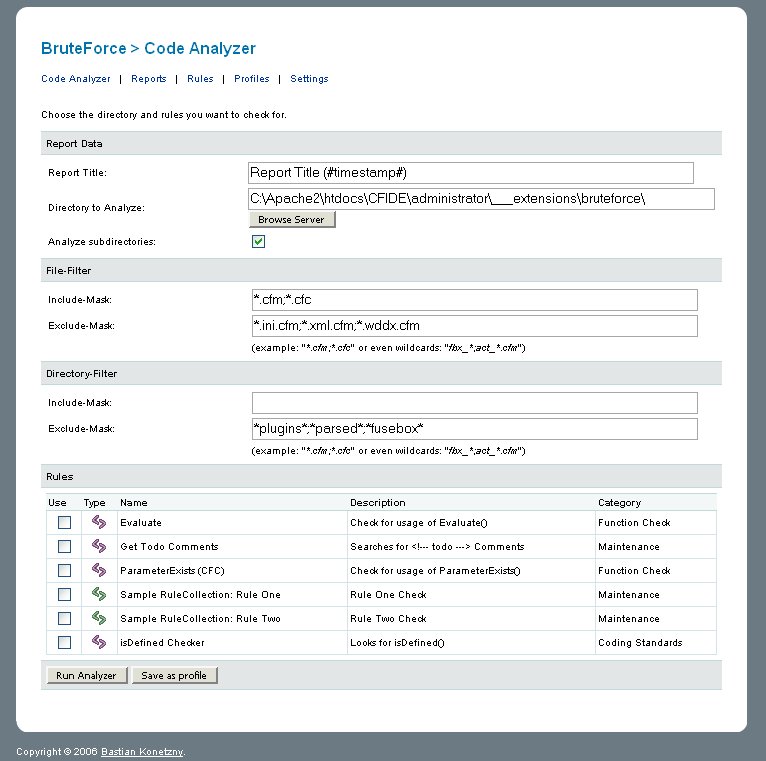 BruteForce > Code Analyzer
Code Analyzer | Reports | Rules | Profiles | Settings
Choose the directory and rules you want to check for.
Report Data
Report Title: Report Title (#timestamp#)
Directory to Analyze: C:\Apache2\htdocs\CFIDE\administrator\___extensions\bruteforce\
Browse Server
Analyze subdirectories:
File-Filter
Include-Mask: *.cfm;*.cfc
Exclude-Mask: *.ini.cfm;*.xml.cfm;*.wddx.cfm
(example: "*.cfm;*.cfc" or even wildcards: "fbx_*;act_*.cfm")
Directory-Filter
Include-Mask:
Exclude-Mask: *plugins*;*parsed*;*fusebox*
(example: "*.cfm;*.cfc" or even wildcards: "fbx_*;act_*.cfm")
Rules
Use Type Name Description Category
Evaluate Check for usage of Evaluate() Function Check
Get Todo Comments Searches for <!--- todo ---> Comments Maintenance
ParameterExists (CFC) Check for usage of ParameterExists() Function Check
Sample RuleCollection: Rule One Rule One Check Maintenance
Sample RuleCollection: Rule Two Rule Two Check Maintenance
isDefined Checker Looks for isDefined() Coding Standards
Run Analyzer Save as profile
Copyright © 2006 Bastian Konetzny.